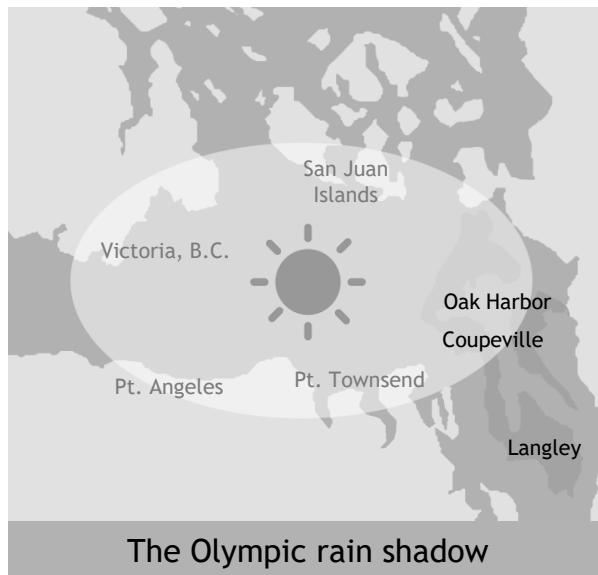 San Juan
Islands
Victoria, B.C.
Oak Harbor
Coupeville
Pt. Townsend
Pt. Angeles
Langley
The Olympic rain shadow